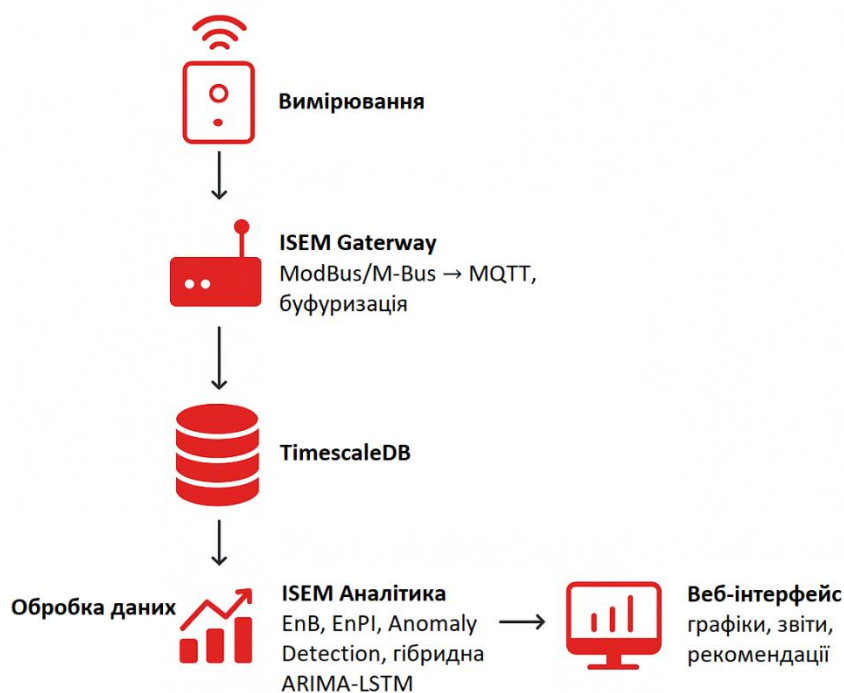 Вимірювання
ISEM Gaterway
ModBus/M-Bus → MQTT,
буфуризація
TimescaleDB
Обробка даних
ISEM Аналітика
EnB, EnPI, Anomaly
Detection, гібридна
ARIMA-LSTM
Веб-інтерфейс
графіки, звіти,
рекомендації